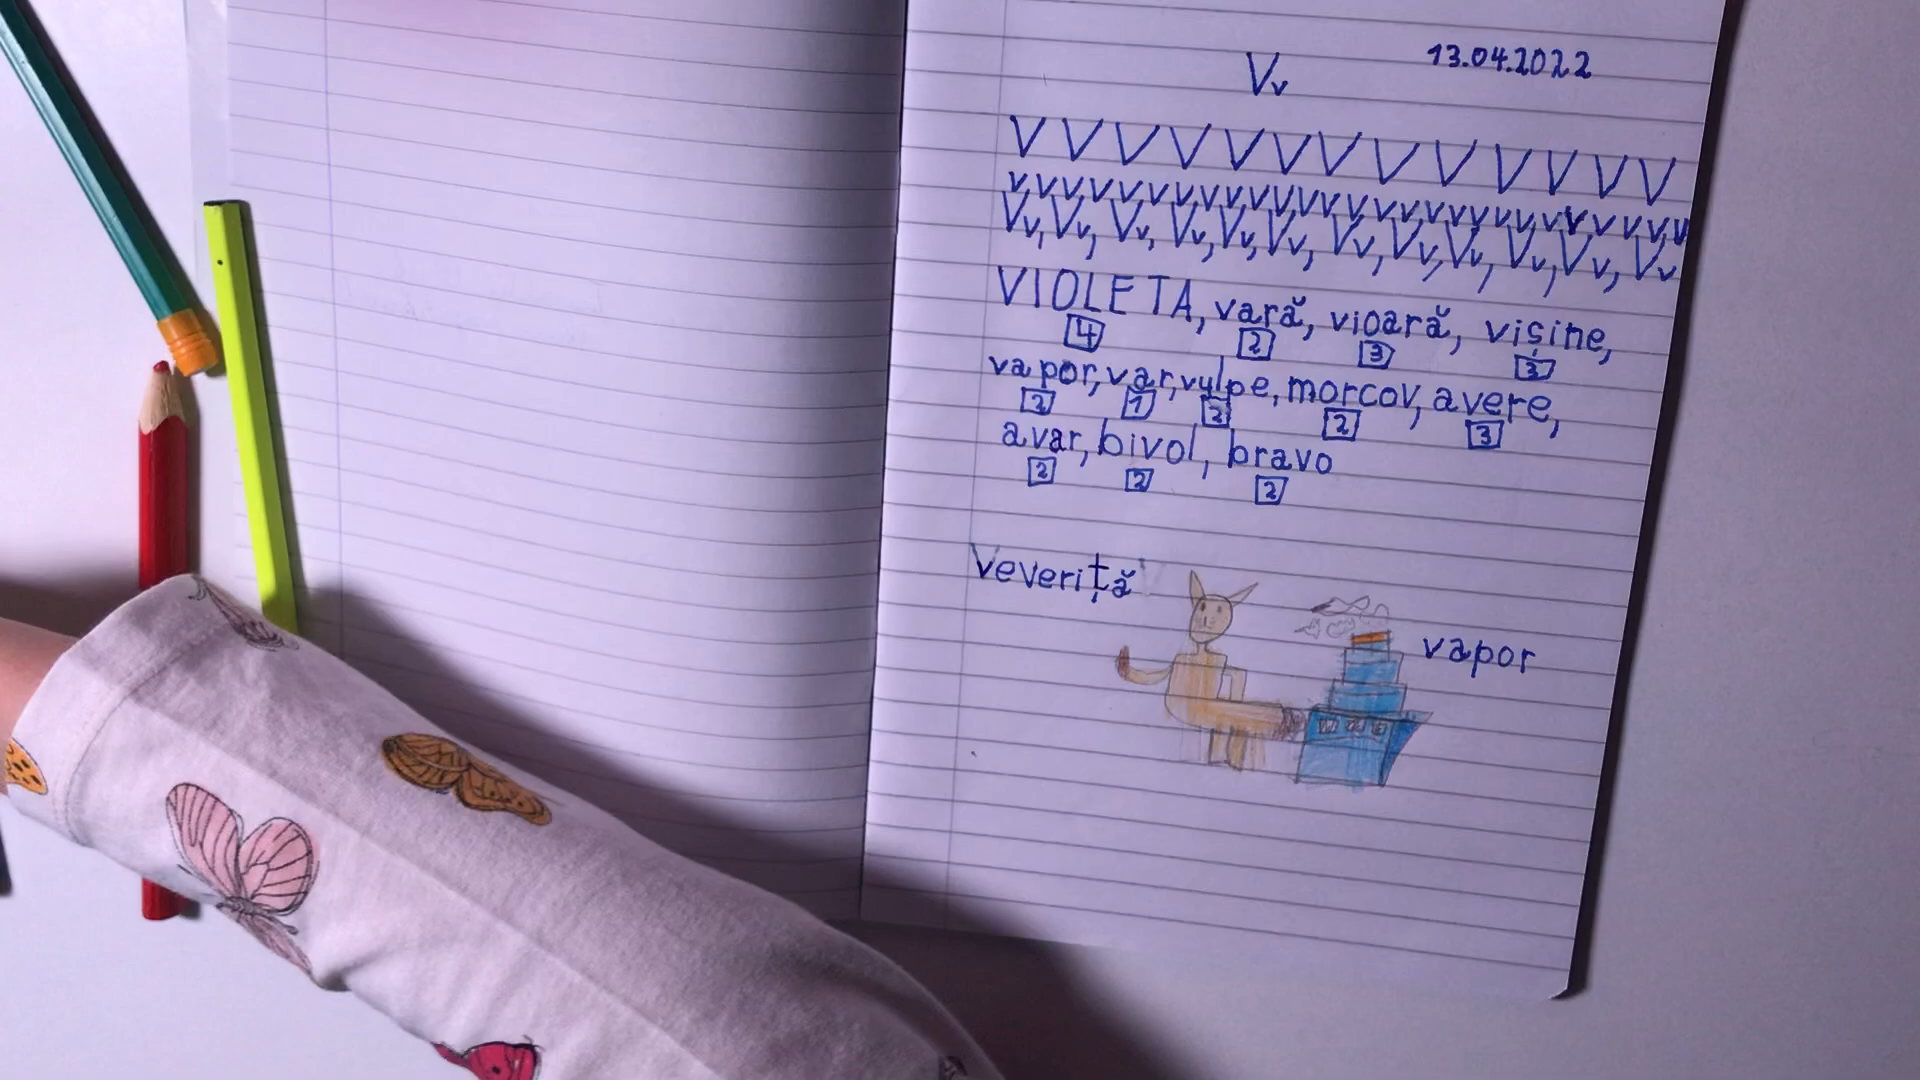 Vv 13.04.2022
V V V V V V V V V V V V V
v, v, v, v, v, v, v, v, v, v, v, v, v, v, v, v, v, v, v, v, v, v, v, v, v, v, v
Vv, Vv, Vv, Vv, Vv, Vv, Vv, Vv, Vv, Vv, Vv, Vv, Vv
VIOLETA, vară, vioară, vișine,
4 2 3 3
vapor, var, vulpe, morcov, avere,
2 1 2 2 3
avar, bivol, bravo
2 2 2
Veveriță
vapor